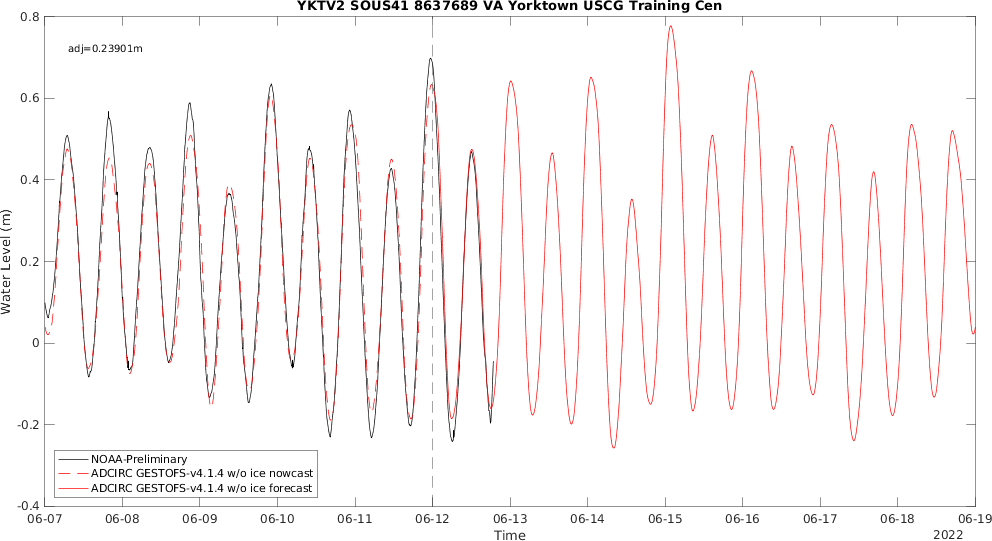 YKTV2 SOUS41 8637689 VA Yorktown USCG Training Cen
adj=0.23901m
0.8
0.6
0.4
0.2
0
-0.2
-0.4
Water Level (m)
NOAA-Preliminary
ADCIRC GESTOFS-v4.1.4 w/o ice nowcast
ADCIRC GESTOFS-v4.1.4 w/o ice forecast
06-07 06-08 06-09 06-10 06-11 06-12 06-13 06-14 06-15 06-16 06-17 06-18 06-19
Time
2022